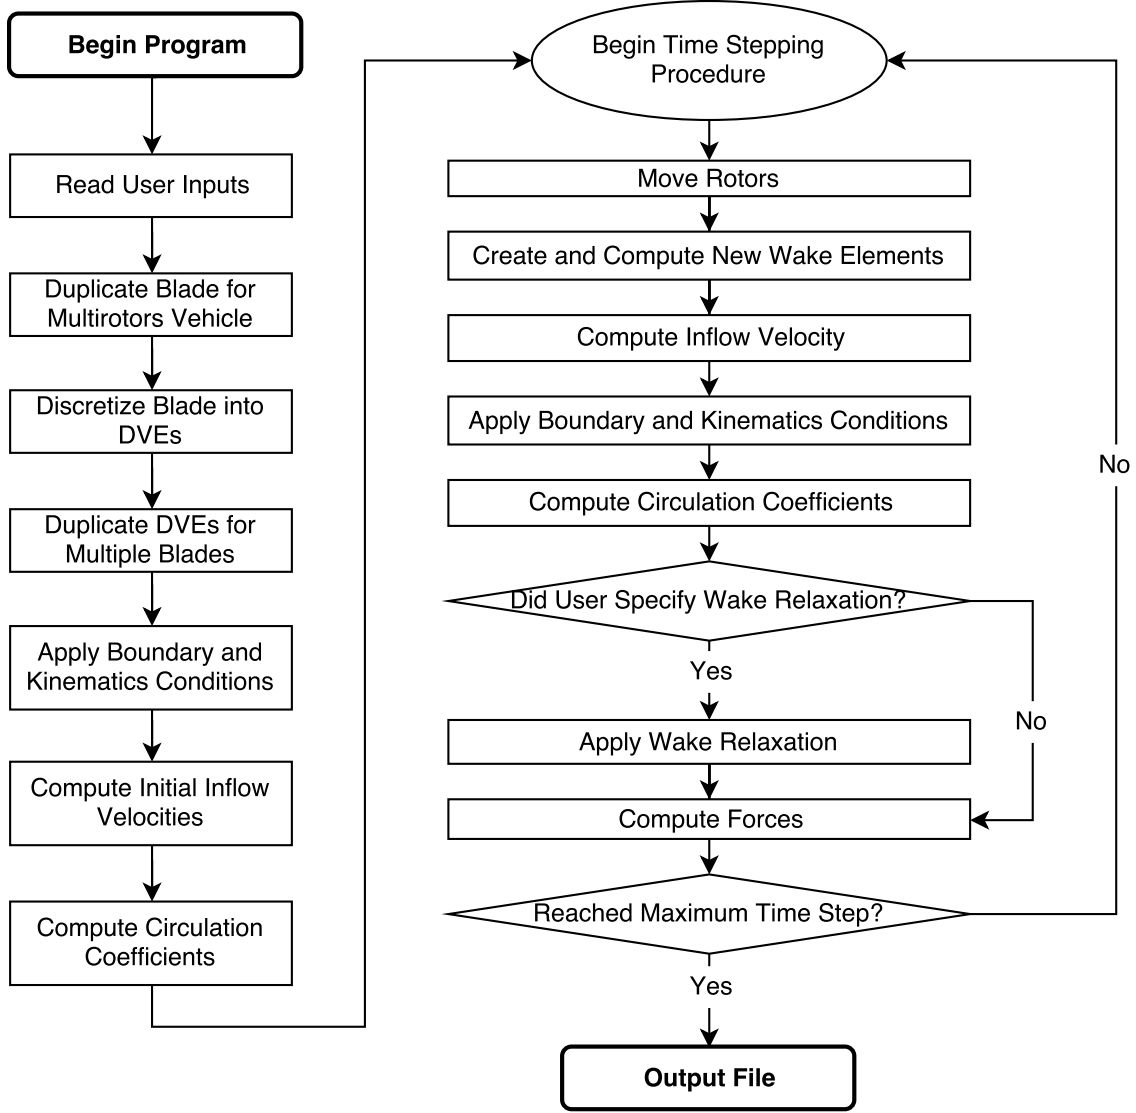 Begin Program
Read User Inputs
Duplicate Blade for
Multirotors Vehicle
Discretize Blade into
DVEs
Duplicate DVEs for
Multiple Blades
Apply Boundary and
Kinematics Conditions
Compute Initial Inflow
Velocities
Compute Circulation
Coefficients
Begin Time Stepping
Procedure
Move Rotors
Create and Compute New Wake Elements
Compute Inflow Velocity
Apply Boundary and Kinematics Conditions
Compute Circulation Coefficients
Did User Specify Wake Relaxation?
Yes
No
Apply Wake Relaxation
Compute Forces
Reached Maximum Time Step?
No
Yes
Output File